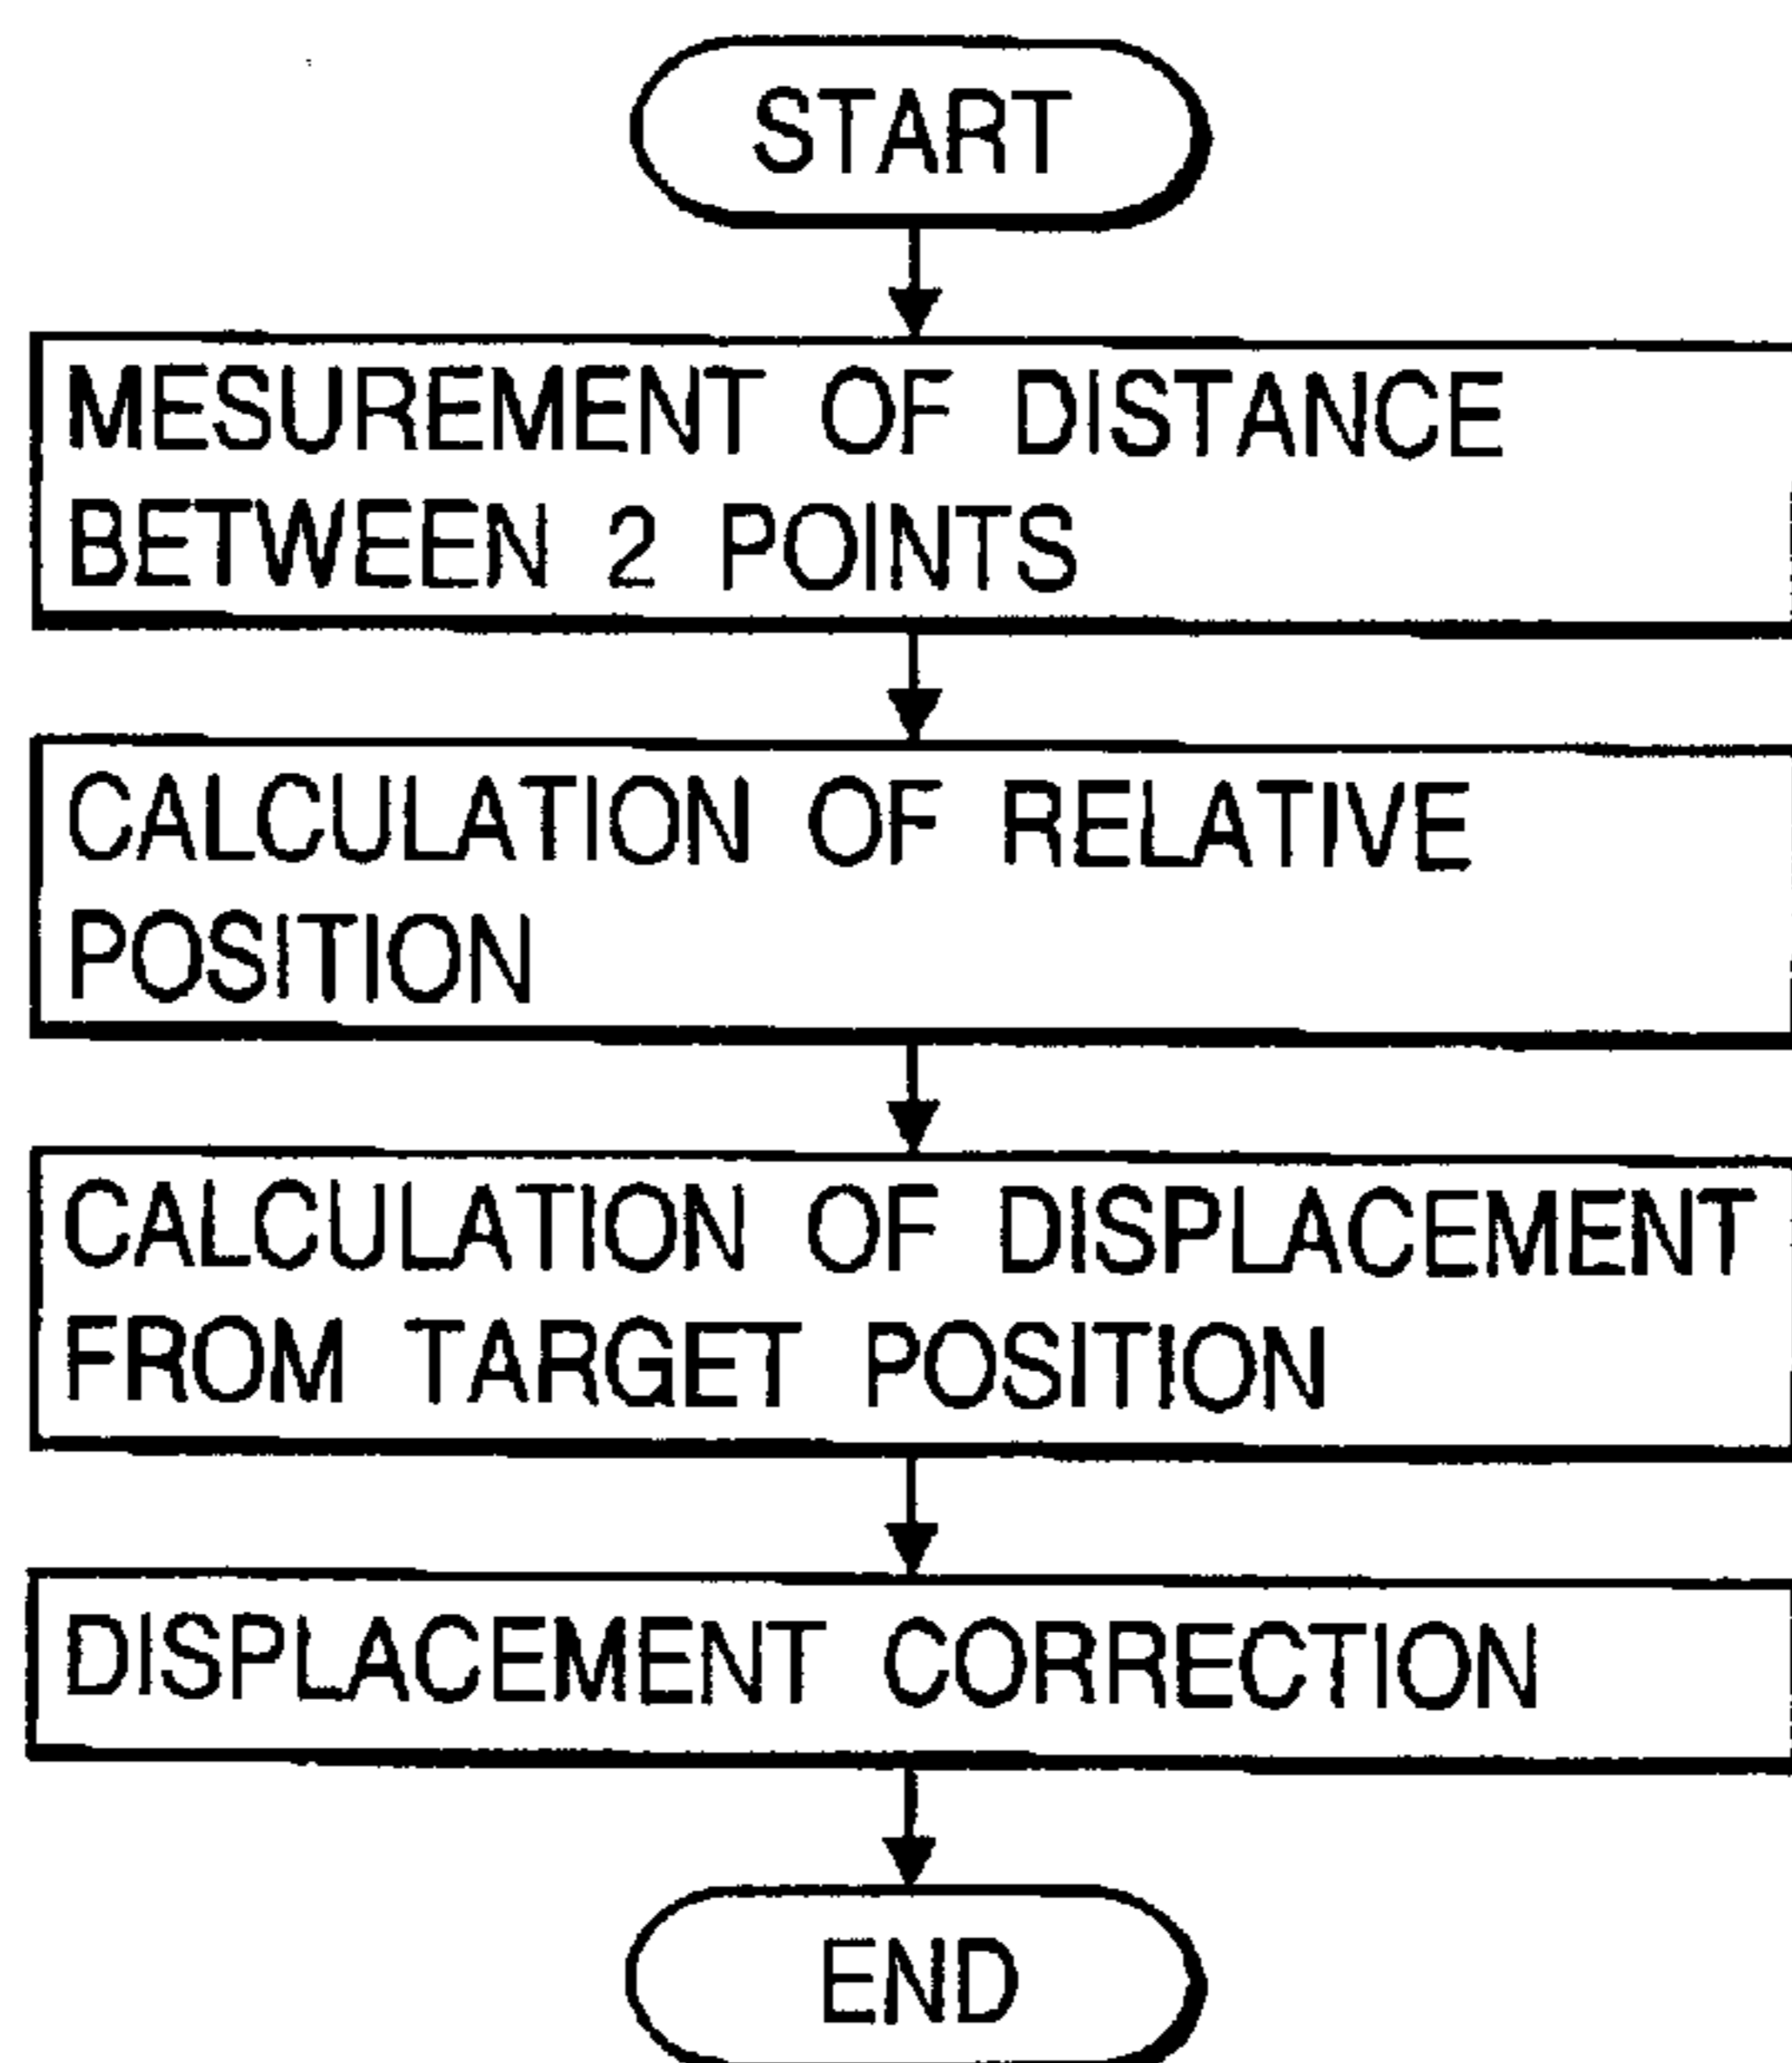 START
MESUREMENT OF DISTANCE
BETWEEN 2 POINTS
CALCULATION OF RELATIVE
POSITION
CALCULATION OF DISPLACEMENT
FROM TARGET POSITION
DISPLACEMENT CORRECTION
END